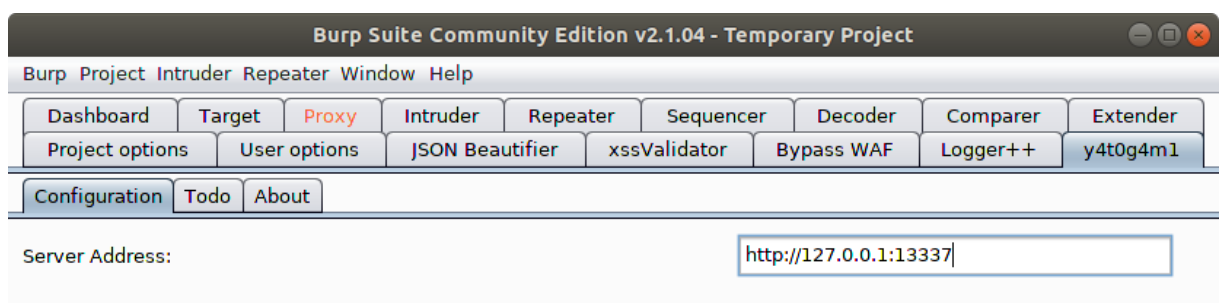 Burp Suite Community Edition v2.1.04 - Temporary Project
Burp Project Intruder Repeater Window Help
Dashboard Target Proxy Intruder Repeater Sequencer Decoder Comparer Extender
Project options User options JSON Beautifier xssValidator Bypass WAF Logger++ y4t0g4m1
Configuration Todo About
Server Address: http://127.0.0.1:13337